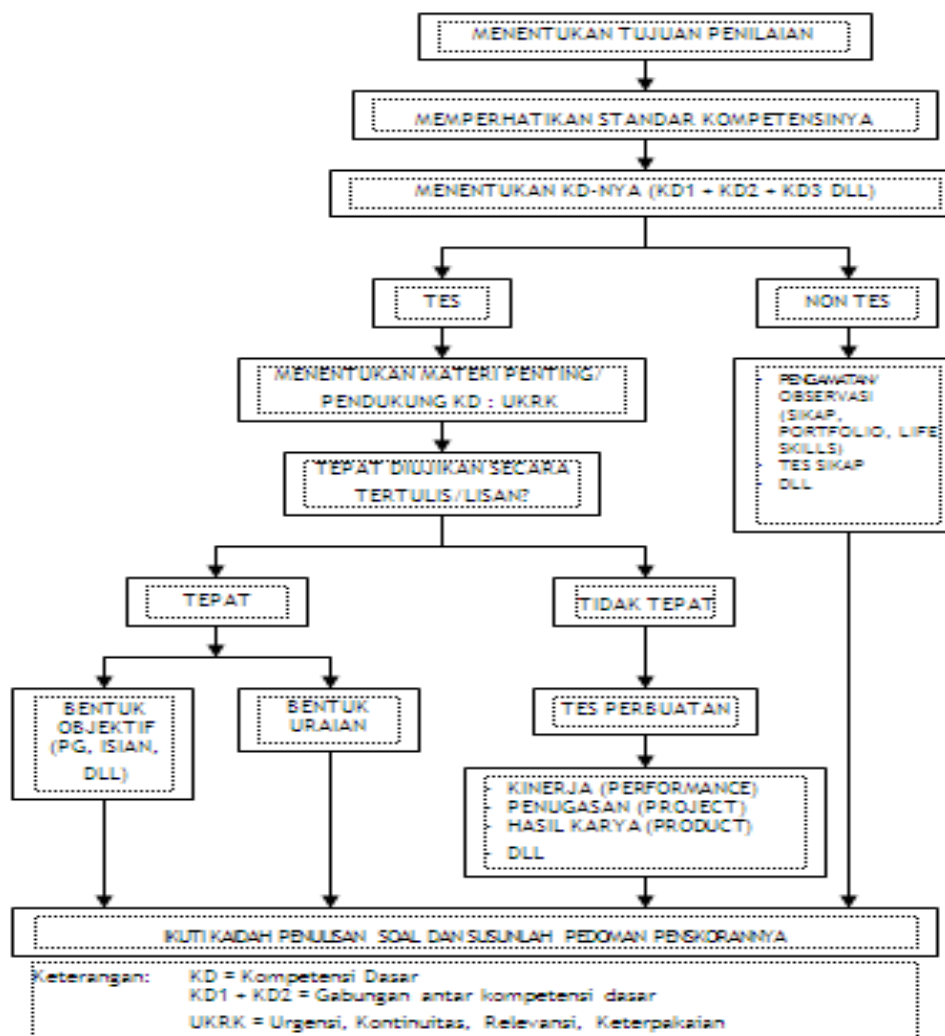 MENENTUKAN TUJUAN PENILAIAN
MEMPERHATIKAN STANDAR KOMPETENSINYA
MENENTUKAN KD-NYA (KD1 + KD2 + KD3 DLL)
TES
NON TES
MENENTUKAN MATERI PENTING/
PENDUKUNG KD : UKRK
- PENGAMATAN/
OBSERVASI
(SIKAP,
PORTFOLIO, LIFE
SKILLS)
- TES SIKAP
- DLL
TEPAT DIUJIKAN SECARA
TERTULIS/LISAN?
TEPAT
TIDAK TEPAT
BENTUK
OBJEKTIF
(PG, ISIAN,
DLL)
BENTUK
URAIAN
TES PERBUATAN
- KINERJA (PERFORMANCE)
- PENUGASAN (PROJECT)
- HASIL KARYA (PRODUCT)
- DLL
IKUTI KAIDAH PENULISAN SOAL DAN SUSUNLAH PEDOMAN PENSKORANNYA
Keterangan: KD = Kompetensi Dasar
KD1 + KD2 = Gabungan antar kompetensi dasar
UKRK = Urgensi, Kontinuitas, Relevansi, Keterpakaian